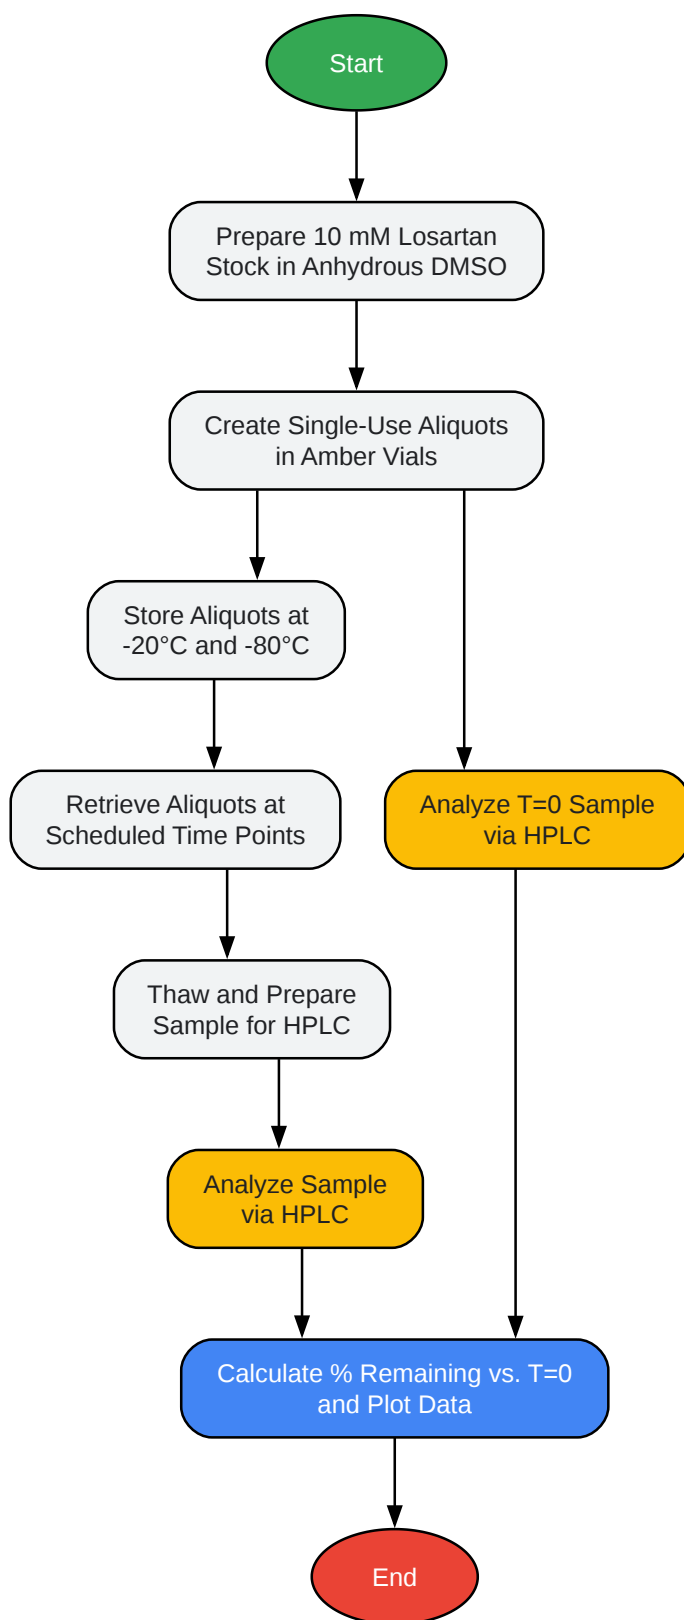 Start
Prepare 10 mM Losartan
Stock in Anhydrous DMSO
Create Single-Use Aliquots
in Amber Vials
Store Aliquots at
-20°C and -80°C
Retrieve Aliquots at
Scheduled Time Points
Analyze T=0 Sample
via HPLC
Thaw and Prepare
Sample for HPLC
Analyze Sample
via HPLC
Calculate % Remaining vs. T=0
and Plot Data
End